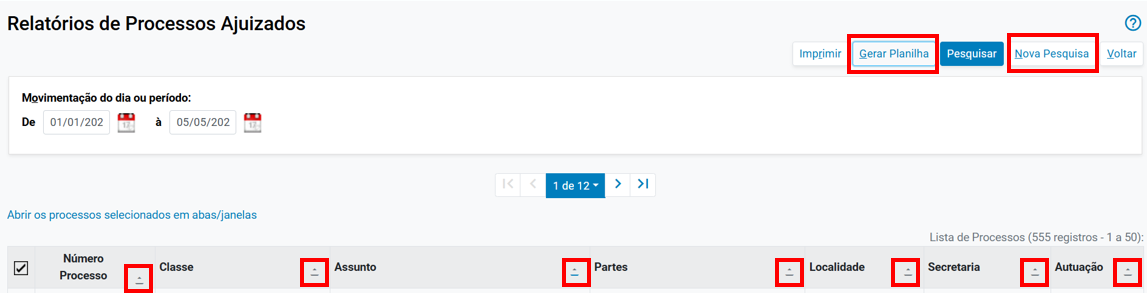 Relatórios de Processos Ajuizados
?
Imprimir Gerar Planilha Pesquisar Nova Pesquisa Voltar
Movimentação do dia ou período:
De 01/01/202 à 05/05/202
1 de 12
Abrir os processos selecionados em abas/janelas
Lista de Processos (555 registros - 1 a 50):
Número
Processo
Classe Assunto Partes Localidade Secretaria Autuação